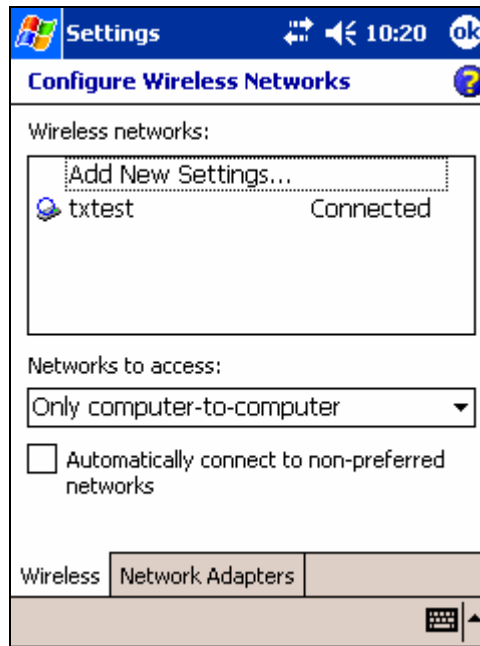 Settings 10:20 ok
Configure Wireless Networks ?
Wireless networks:
Add New Settings...
txtest Connected
Networks to access:
Only computer-to-computer
Automatically connect to non-preferred
networks
Wireless Network Adapters